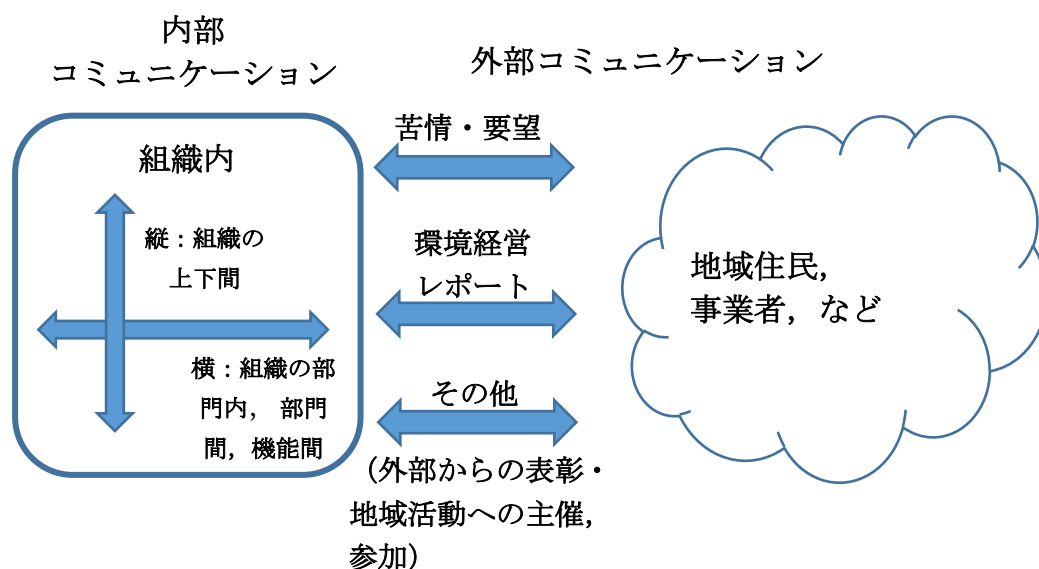 内部
コミュニケーション
外部コミュニケーション
組織内
縦：組織の
上下間
横：組織の部
門内， 部門
間，機能間
苦情・要望
環境経営
レポート
その他
（外部からの表彰・
地域活動への主催，
参加）
地域住民，
事業者，など